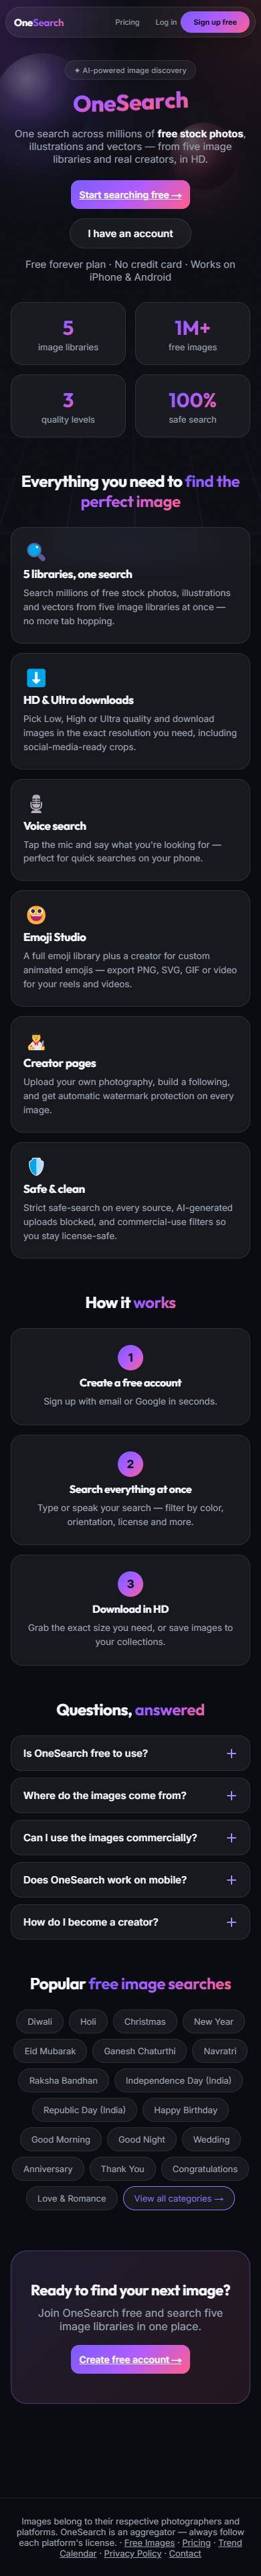 OneSearch
Pricing
Log in
Sign up free
✦ AI-powered image discovery
OneSearch
One search across millions of free stock photos,
illustrations and vectors — from five image
libraries and real creators, in HD.
Start searching free →
I have an account
Free forever plan · No credit card · Works on
iPhone & Android
5
image libraries
1M+
free images
3
quality levels
100%
safe search
Everything you need to find the
perfect image
5 libraries, one search
Search millions of free stock photos, illustrations
and vectors from five image libraries at once —
no more tab hopping.
HD & Ultra downloads
Pick Low, High or Ultra quality and download
images in the exact resolution you need, including
social-media-ready crops.
Voice search
Tap the mic and say what you're looking for —
perfect for quick searches on your phone.
Emoji Studio
A full emoji library plus a creator for custom
animated emojis — export PNG, SVG, GIF or video
for your reels and videos.
Creator pages
Upload your own photography, build a following,
and get automatic watermark protection on every
image.
Safe & clean
Strict safe-search on every source, AI-generated
uploads blocked, and commercial-use filters so
you stay license-safe.
How it works
1
Create a free account
Sign up with email or Google in seconds.
2
Search everything at once
Type or speak your search — filter by color,
orientation, license and more.
3
Download in HD
Grab the exact size you need, or save images to
your collections.
Questions, answered
Is OneSearch free to use?
Where do the images come from?
Can I use the images commercially?
Does OneSearch work on mobile?
How do I become a creator?
Popular free image searches
Diwali
Holi
Christmas
New Year
Eid Mubarak
Ganesh Chaturthi
Navratri
Raksha Bandhan
Independence Day (India)
Republic Day (India)
Happy Birthday
Good Morning
Good Night
Wedding
Anniversary
Thank You
Congratulations
Love & Romance
View all categories →
Ready to find your next image?
Join OneSearch free and search five
image libraries in one place.
Create free account →
Images belong to their respective photographers and
platforms. OneSearch is an aggregator — always follow
each platform's license. · Free Images · Pricing · Trend
Calendar · Privacy Policy · Contact